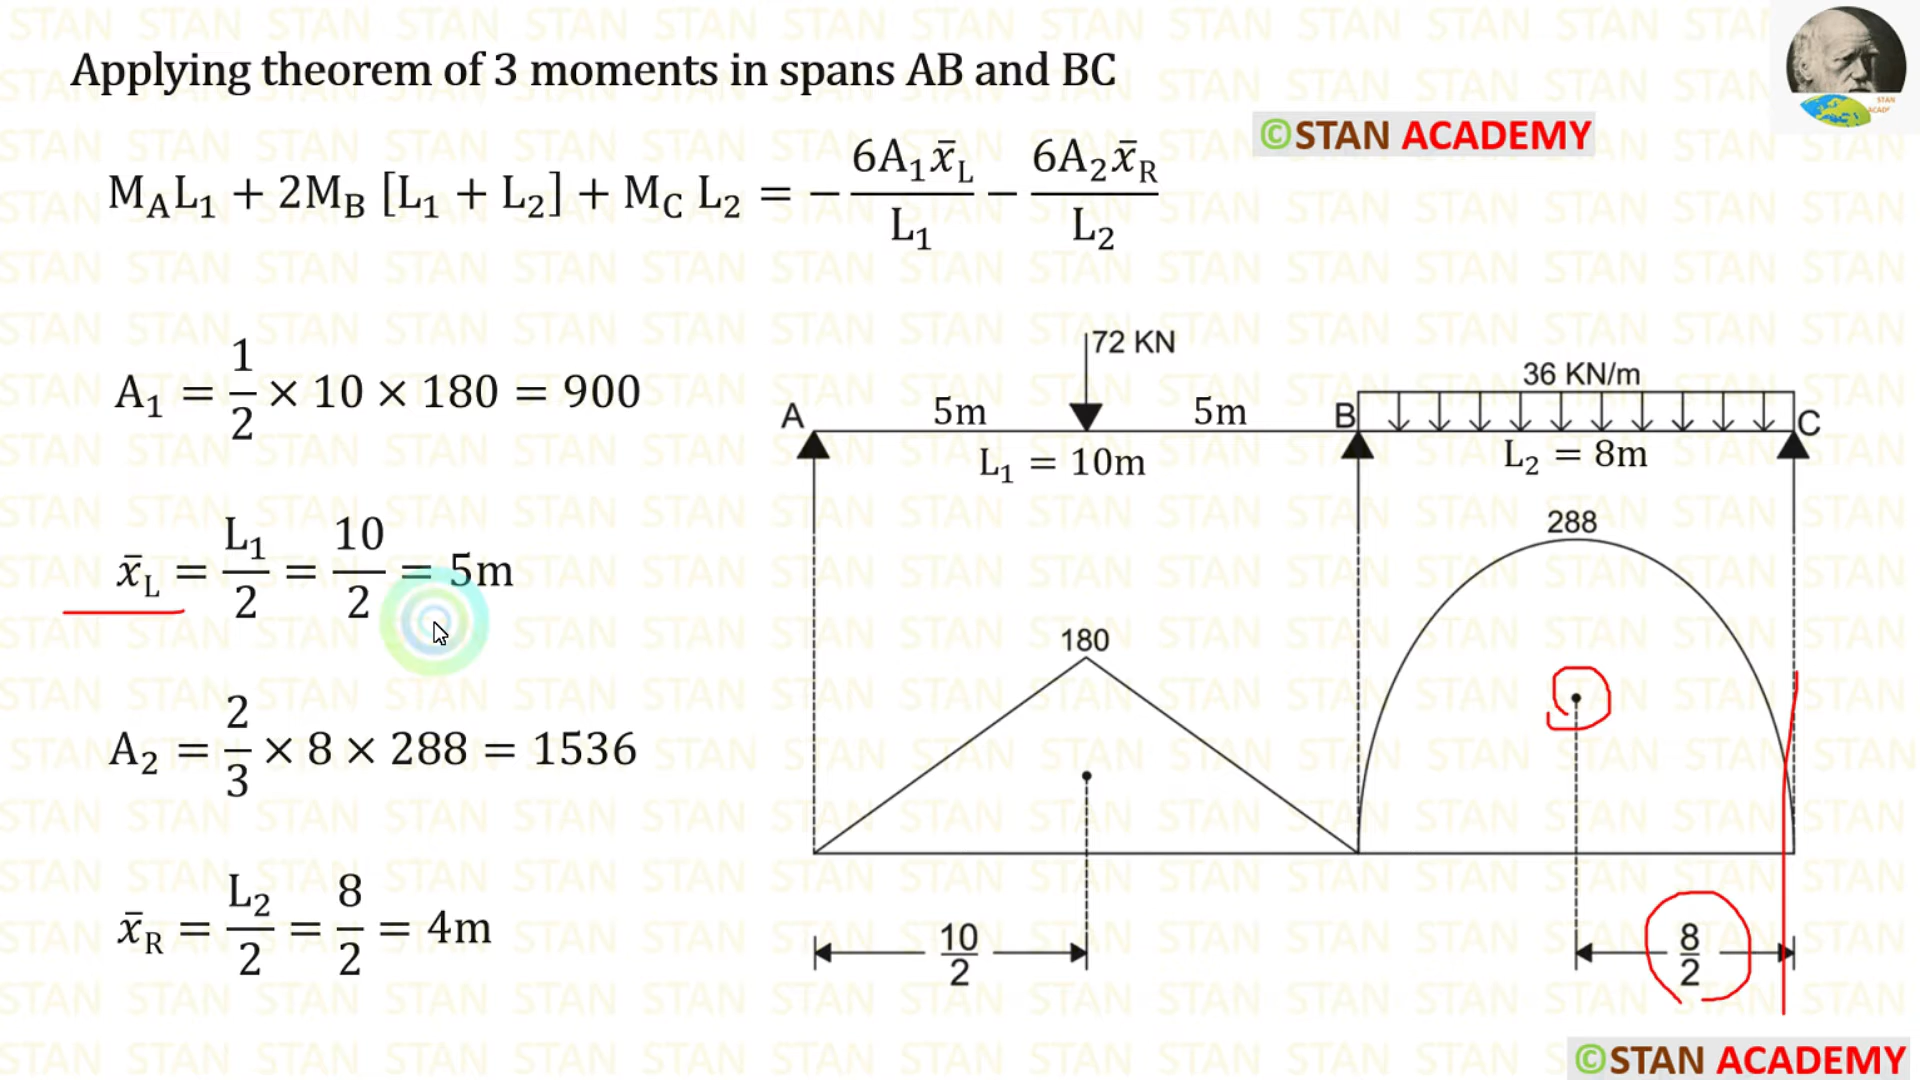 Applying theorem of 3 moments in spans AB and BC
©STAN ACADEMY
STAN ACADEMY
M_A L_1 + 2M_B [L_1 + L_2] + M_C L_2 = − 6A_1 x̄_L / L_1 − 6A_2 x̄_R / L_2
A_1 = 1/2 × 10 × 180 = 900
x̄_L = L_1/2 = 10/2 = 5m
A_2 = 2/3 × 8 × 288 = 1536
x̄_R = L_2/2 = 8/2 = 4m
72 KN
36 KN/m
A 5m 5m B C
L_1 = 10m L_2 = 8m
288
180
10/2 8/2
©STAN ACADEMY